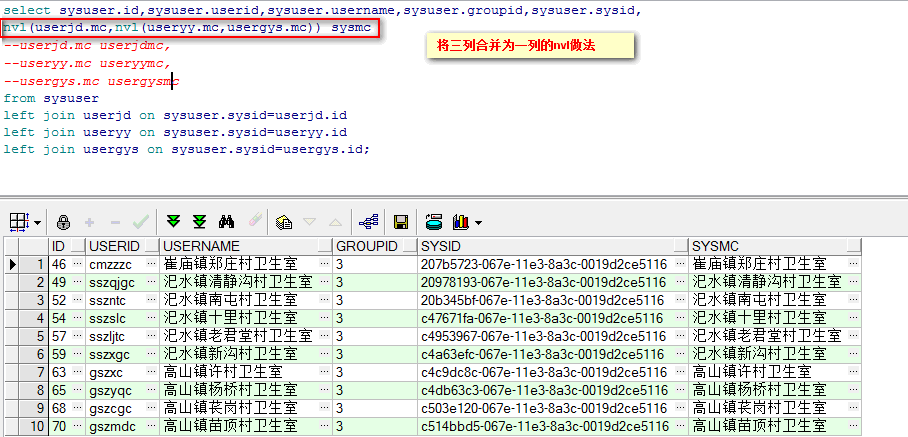 select sysuser.id,sysuser.userid,sysuser.username,sysuser.groupid,sysuser.sysid,
nvl(userjd.mc,nvl(useryy.mc,usergys.mc)) sysmc
将三列合并为一列的nvl做法
--userjd.mc userjdmc,
--useryy.mc useryymc,
--usergys.mc usergysmc
from sysuser
left join userjd on sysuser.sysid=userjd.id
left join useryy on sysuser.sysid=useryy.id
left join usergys on sysuser.sysid=usergys.id;
ID USERID USERNAME GROUPID SYSID SYSMC
1 46 cmzzzc 崔庙镇郑庄村卫生室 3 207b5723-067e-11e3-8a3c-0019d2ce5116 崔庙镇郑庄村卫生室
2 49 sszqjgc 汜水镇清静沟村卫生室 3 20978193-067e-11e3-8a3c-0019d2ce5116 汜水镇清静沟村卫生室
3 52 sszntc 汜水镇南屯村卫生室 3 20b345bf-067e-11e3-8a3c-0019d2ce5116 汜水镇南屯村卫生室
4 54 sszslc 汜水镇十里村卫生室 3 c47671fa-067e-11e3-8a3c-0019d2ce5116 汜水镇十里村卫生室
5 57 sszljtc 汜水镇老君堂村卫生室 3 c4953967-067e-11e3-8a3c-0019d2ce5116 汜水镇老君堂村卫生室
6 59 sszxgc 汜水镇新沟村卫生室 3 c4a63efc-067e-11e3-8a3c-0019d2ce5116 汜水镇新沟村卫生室
7 63 gszxc 高山镇许村卫生室 3 c4c9dc8c-067e-11e3-8a3c-0019d2ce5116 高山镇许村卫生室
8 65 gszyqc 高山镇杨桥村卫生室 3 c4db63c3-067e-11e3-8a3c-0019d2ce5116 高山镇杨桥村卫生室
9 68 gszcgc 高山镇茓岗村卫生室 3 c503e120-067e-11e3-8a3c-0019d2ce5116 高山镇茓岗村卫生室
10 70 gszmdc 高山镇苗顶村卫生室 3 c514bbd5-067e-11e3-8a3c-0019d2ce5116 高山镇苗顶村卫生室